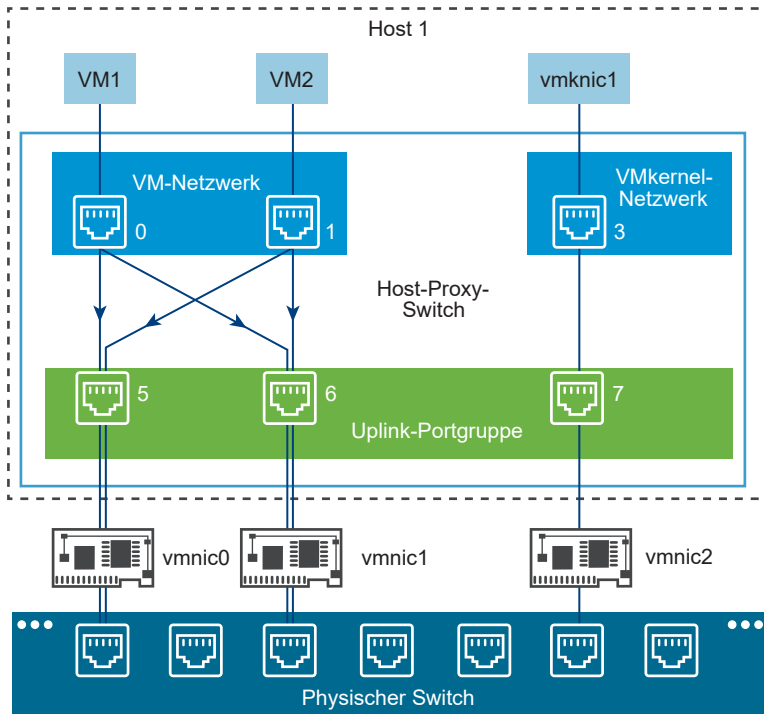 Host 1
VM1
VM2
vmknic1
VM-Netzwerk
VMkernel-
Netzwerk
0
1
3
Host-Proxy-
Switch
5
6
7
Uplink-Portgruppe
vmnic0
vmnic1
vmnic2
Physischer Switch